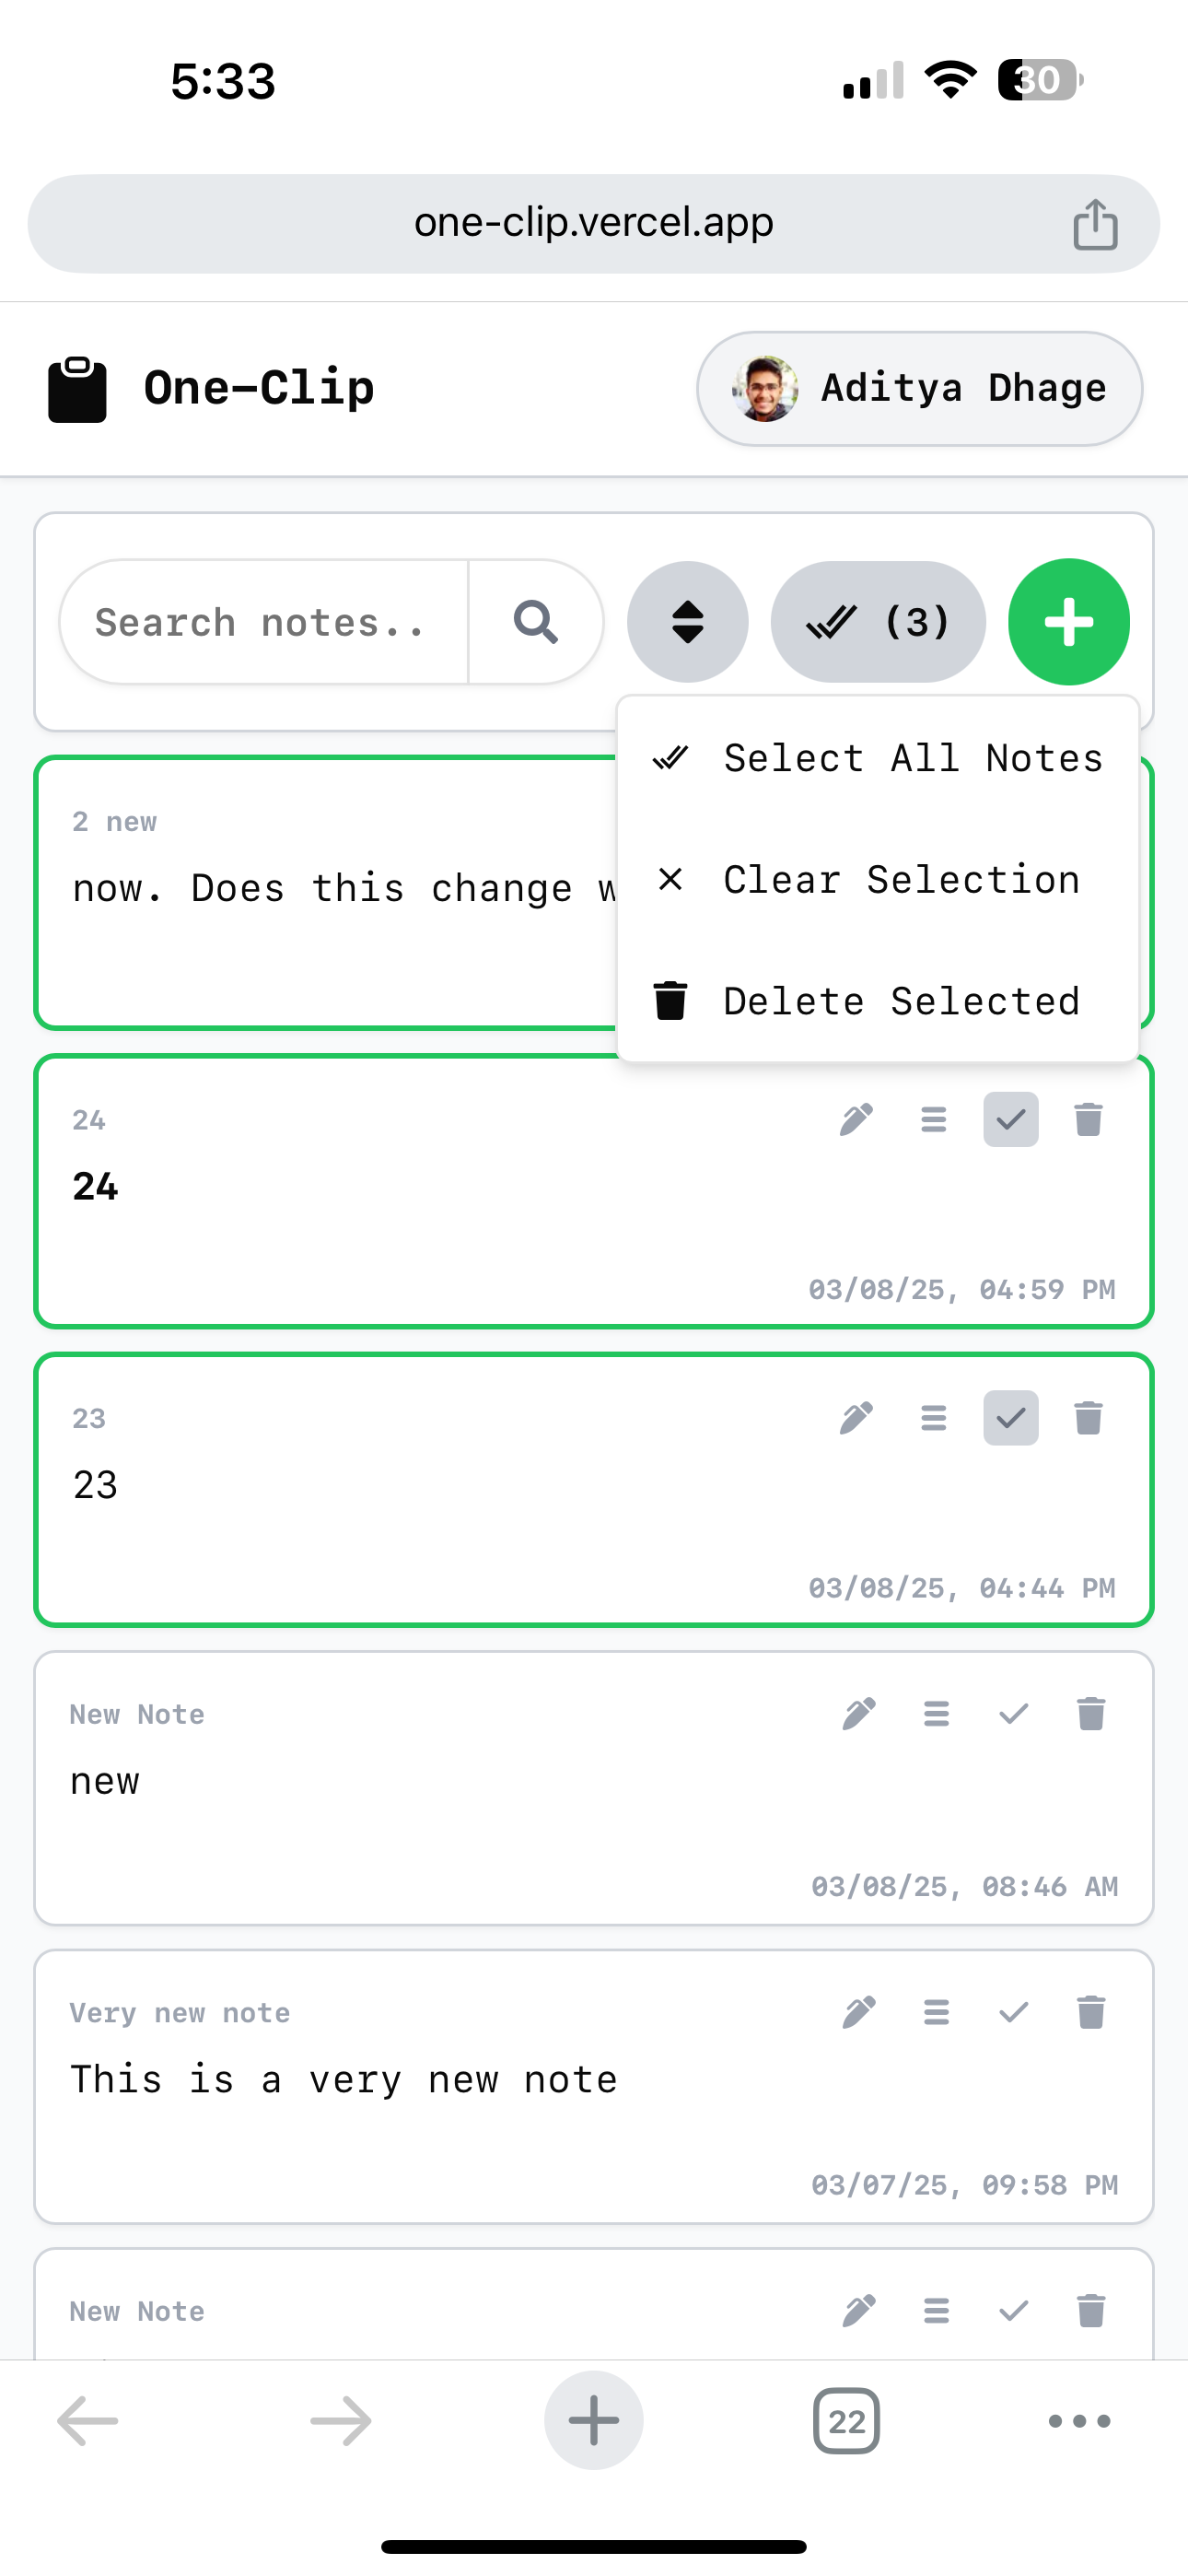 5:33
30
one-clip.vercel.app
One-Clip
Aditya Dhage
Search notes..
(3)
Select All Notes
Clear Selection
Delete Selected
2 new
now. Does this change
24
24
03/08/25, 04:59 PM
23
23
03/08/25, 04:44 PM
New Note
new
03/08/25, 08:46 AM
Very new note
This is a very new note
03/07/25, 09:58 PM
New Note
22